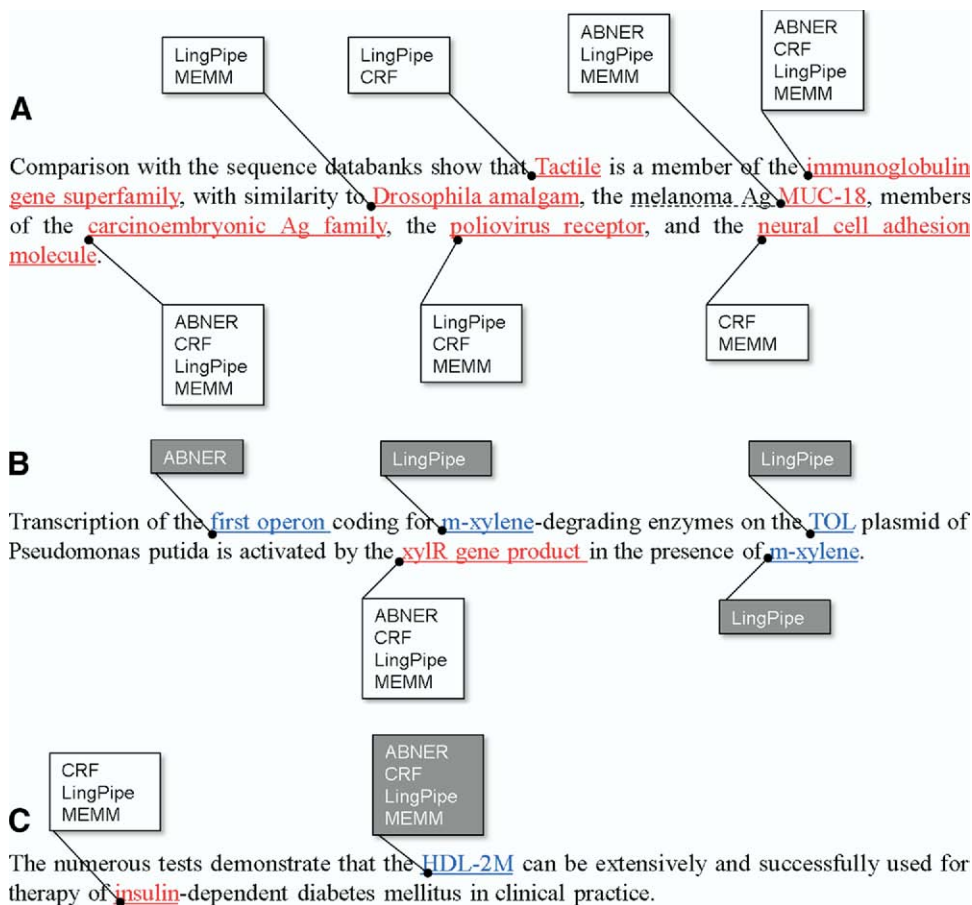 LingPipe
MEMM
LingPipe
CRF
ABNER
LingPipe
MEMM
ABNER
CRF
LingPipe
MEMM
A
Comparison with the sequence databanks show that Tactile is a member of the immunoglobulin
gene superfamily, with similarity to Drosophila amalgam, the melanoma Ag MUC-18, members
of the carcinoembryonic Ag family, the poliovirus receptor, and the neural cell adhesion
molecule.
ABNER
CRF
LingPipe
MEMM
LingPipe
CRF
MEMM
CRF
MEMM
B
ABNER
LingPipe
LingPipe
Transcription of the first operon coding for m-xylene-degrading enzymes on the TOL plasmid of
Pseudomonas putida is activated by the xylR gene product in the presence of m-xylene.
ABNER
CRF
LingPipe
MEMM
LingPipe
C
CRF
LingPipe
MEMM
ABNER
CRF
LingPipe
MEMM
The numerous tests demonstrate that the HDL-2M can be extensively and successfully used for
therapy of insulin-dependent diabetes mellitus in clinical practice.